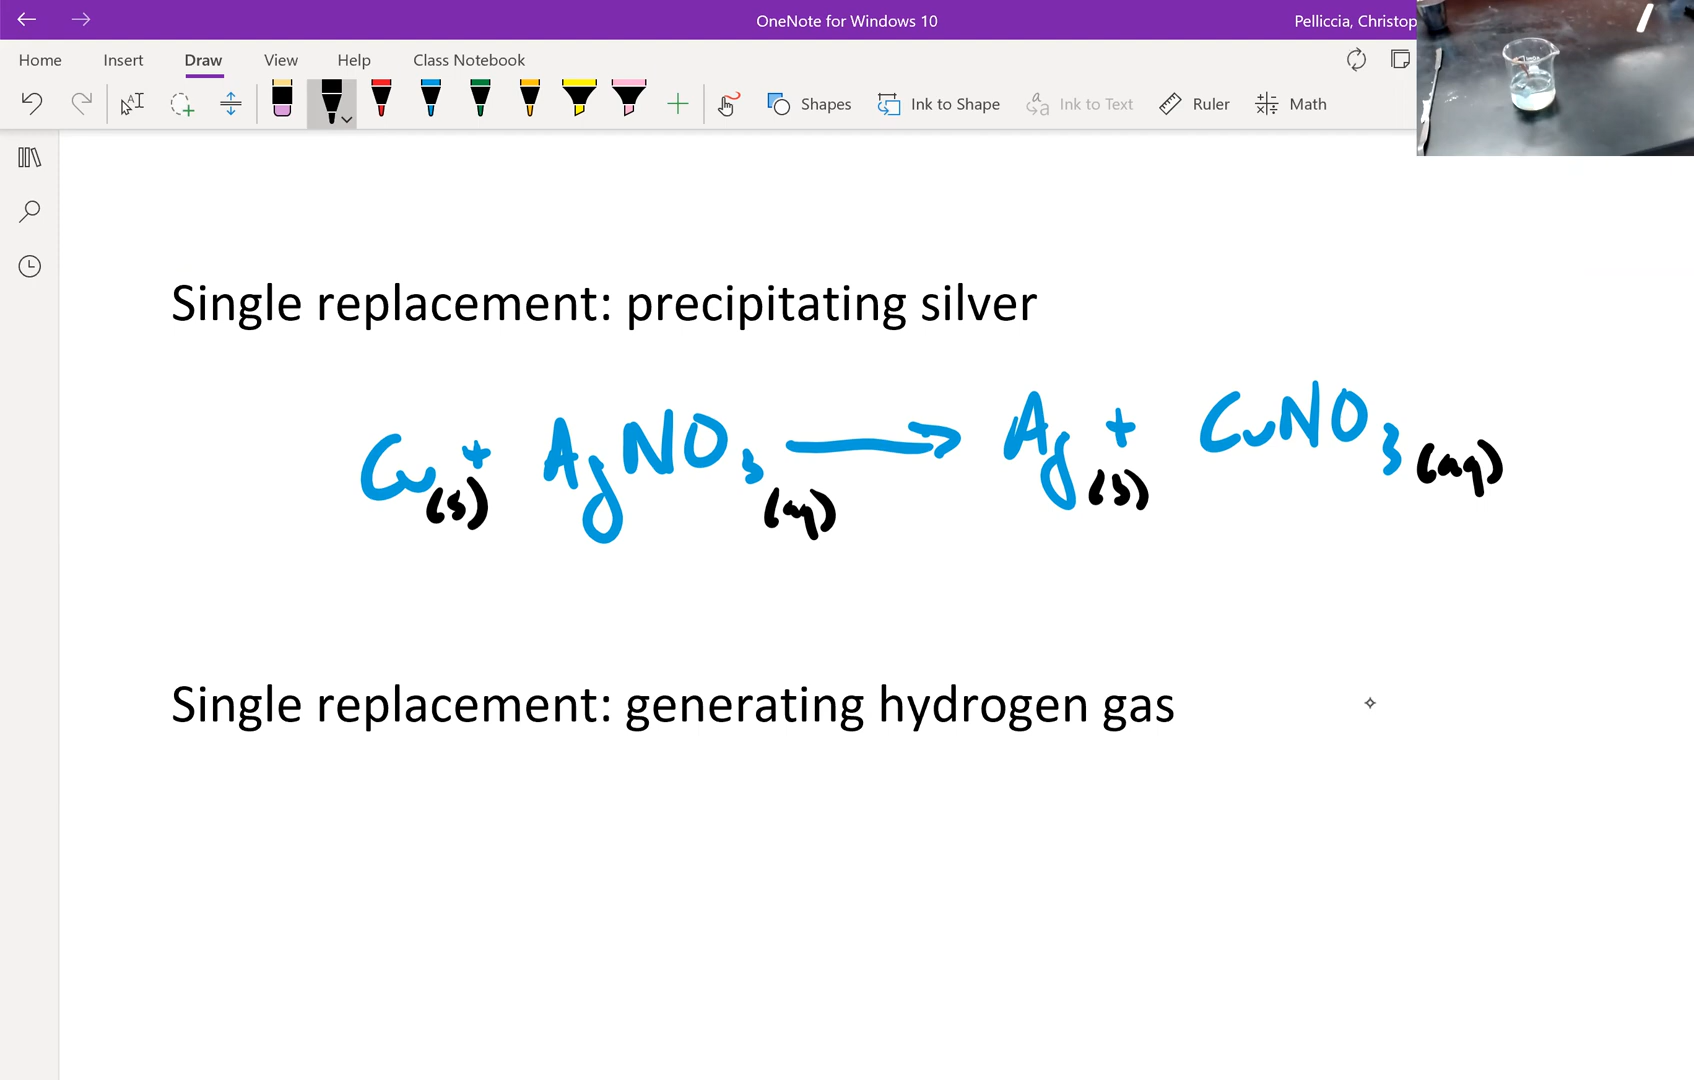 OneNote for Windows 10
Pelliccia, Christop
Home Insert Draw View Help Class Notebook
Shapes Ink to Shape Ink to Text Ruler Math
Single replacement: precipitating silver
Cu(s) + AgNO3(aq) → Ag(s) + CuNO3(aq)
Single replacement: generating hydrogen gas